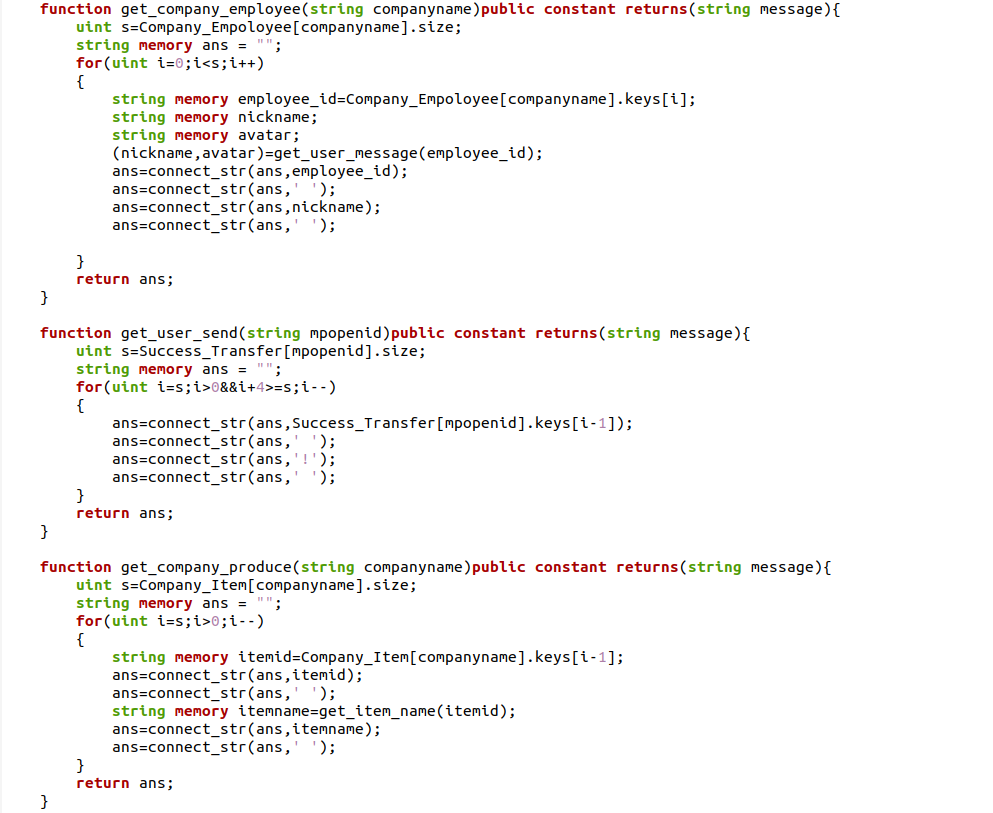 function get_company_employee(string companyname)public constant returns(string message){
    uint s=Company_Empoloyee[companyname].size;
    string memory ans = "";
    for(uint i=0;i<s;i++)
    {
        string memory employee_id=Company_Empoloyee[companyname].keys[i];
        string memory nickname;
        string memory avatar;
        (nickname,avatar)=get_user_message(employee_id);
        ans=connect_str(ans,employee_id);
        ans=connect_str(ans,' ');
        ans=connect_str(ans,nickname);
        ans=connect_str(ans,' ');

    }
    return ans;
}

function get_user_send(string mpopenid)public constant returns(string message){
    uint s=Success_Transfer[mpopenid].size;
    string memory ans = "";
    for(uint i=s;i>0&&i+4>=s;i--)
    {
        ans=connect_str(ans,Success_Transfer[mpopenid].keys[i-1]);
        ans=connect_str(ans,' ');
        ans=connect_str(ans,'!');
        ans=connect_str(ans,' ');
    }
    return ans;
}

function get_company_produce(string companyname)public constant returns(string message){
    uint s=Company_Item[companyname].size;
    string memory ans = "";
    for(uint i=s;i>0;i--)
    {
        string memory itemid=Company_Item[companyname].keys[i-1];
        ans=connect_str(ans,itemid);
        ans=connect_str(ans,' ');
        string memory itemname=get_item_name(itemid);
        ans=connect_str(ans,itemname);
        ans=connect_str(ans,' ');
    }
    return ans;
}